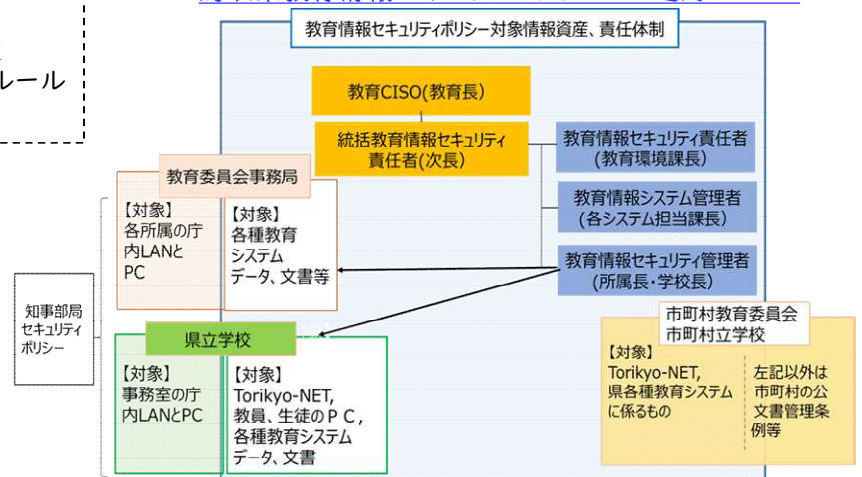 ルール
教育情報セキュリティポリシー対象情報資産、責任体制
教育CISO(教育長)
統括教育情報セキュリティ
責任者(次長)
教育情報セキュリティ責任者
(教育環境課長)
教育情報システム管理者
(各システム担当課長)
教育情報セキュリティ管理者
(所属長・学校長)
教育委員会事務局
【対象】
各所属の庁
内LANと
PC
【対象】
各種教育
システム
データ、文書等
知事部局
セキュリティ
ポリシー
県立学校
【対象】
事務室の庁
内LANとPC
【対象】
Torikyo-NET,
教員、生徒のPC,
各種教育システム
データ、文書
市町村教育委員会
市町村立学校
【対象】
Torikyo-NET,
県各種教育システム
に係るもの
左記以外は
市町村の公
文書管理条
例等